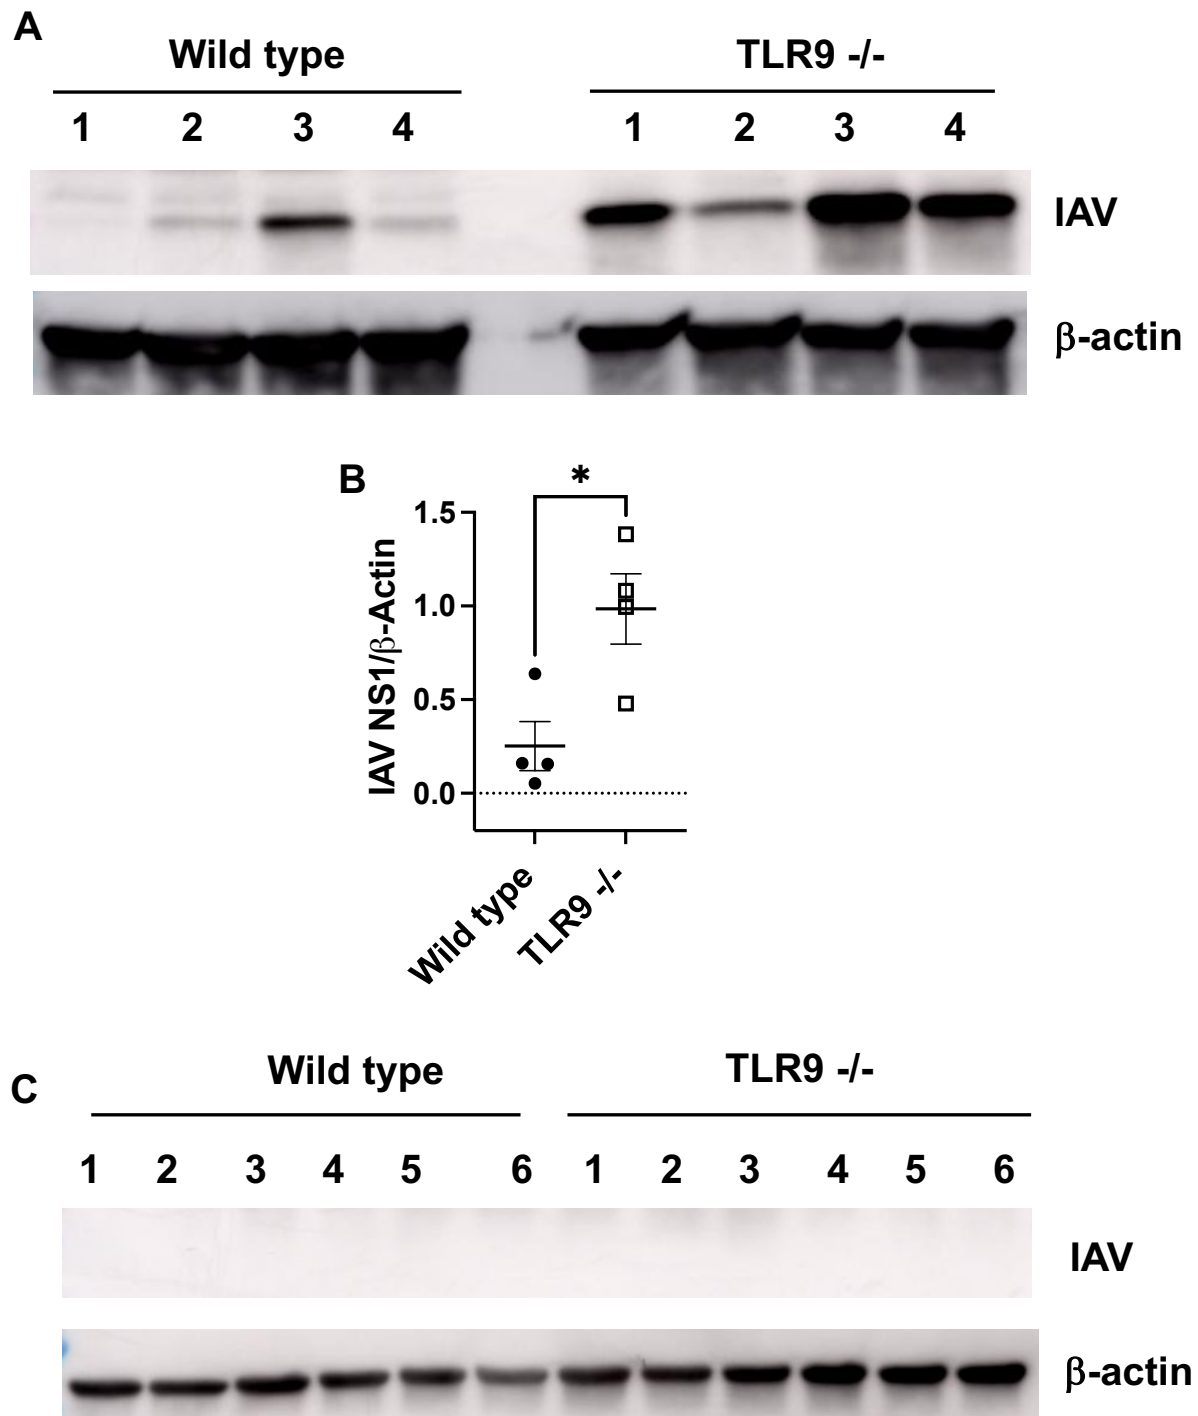 A
Wild type TLR9 -/-
1 2 3 4 1 2 3 4
IAV
β-actin
B
*
1.5
1.0
0.5
0.0
IAV NS1/β-Actin
Wild type
TLR9 -/-
C
Wild type TLR9 -/-
1 2 3 4 5 6 1 2 3 4 5 6
IAV
β-actin